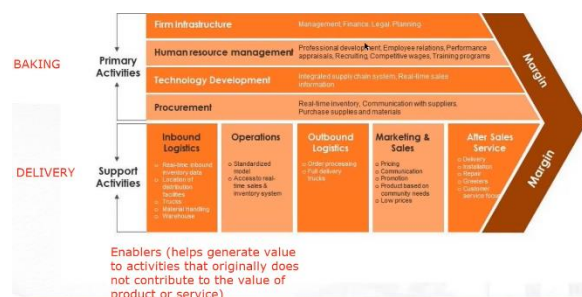 BAKING
Primary
Activities
Firm Infrastructure
Management, Finance, Legal, Planning
Human resource management
Professional development, Employee relations, Performance
appraisals, Recruiting, Competitive wages, Training programs
Technology Development
Integrated supply chain system, Real-time sales
information
Procurement
Real-time inventory, Communication with suppliers,
Purchase supplies and materials
Margin
DELIVERY
Support
Activities
Inbound
Logistics
Real-time inbound
inventory data
Location of
distribution
facilities
Trucks
Material handling
Warehouse
Operations
Standardized
model
Access to real-
time sales &
inventory system
Outbound
Logistics
Order processing
Full delivery
trucks
Marketing &
Sales
Pricing
Communication
Promotion
Product based on
community needs
Low prices
After Sales
Service
Delivery
Installation
Repair
Greeters
Customer
service focus
Margin
Enablers (helps generate value
to activities that originally does
not contribute to the value of
product or service)